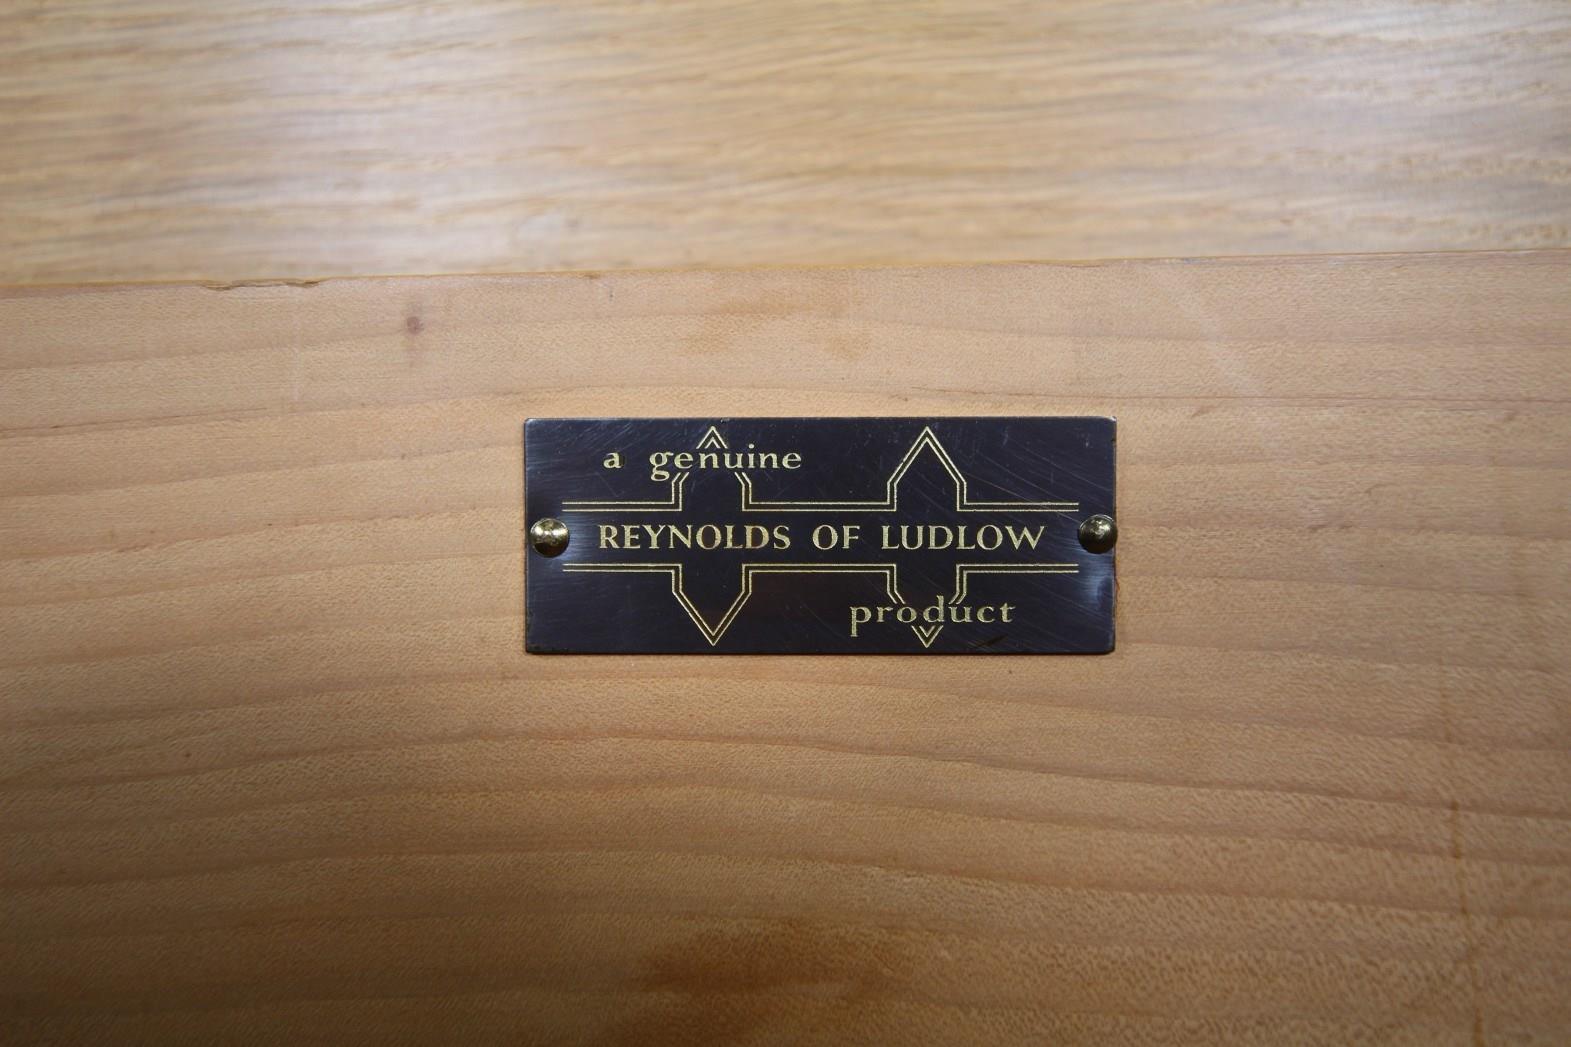 a genuine
REYNOLDS OF LUDLOW
product